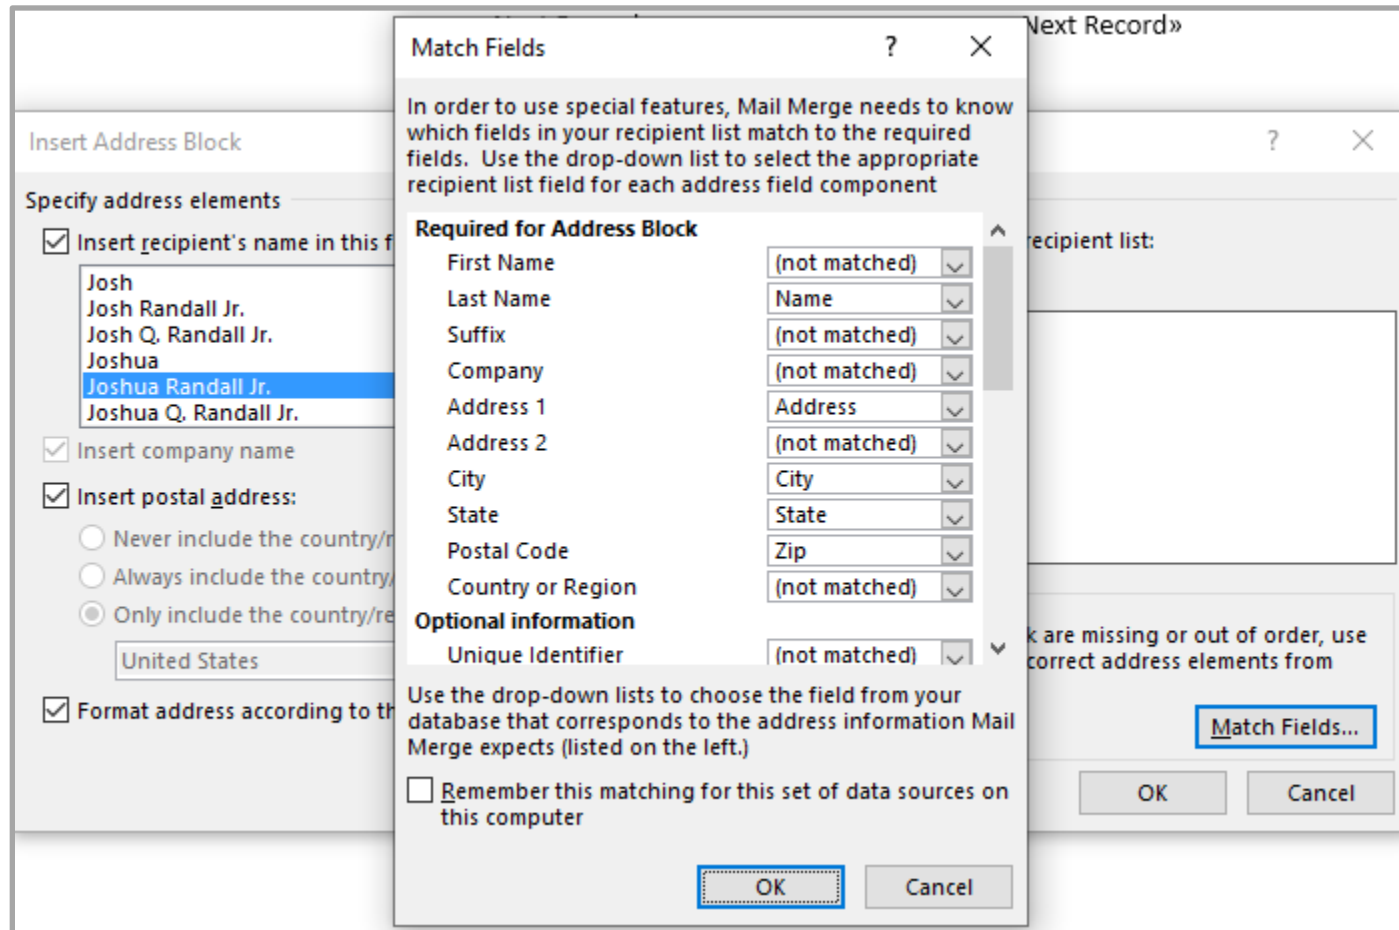 Next Record»
Match Fields
?
In order to use special features, Mail Merge needs to know
which fields in your recipient list match to the required
fields.  Use the drop-down list to select the appropriate
recipient list field for each address field component
Required for Address Block
First Name (not matched)
Last Name Name
Suffix (not matched)
Company (not matched)
Address 1 Address
Address 2 (not matched)
City City
State State
Postal Code Zip
Country or Region (not matched)
Optional information
Unique Identifier (not matched)
Use the drop-down lists to choose the field from your
database that corresponds to the address information Mail
Merge expects (listed on the left.)
Remember this matching for this set of data sources on
this computer
OK Cancel
Insert Address Block
?
Specify address elements
Insert recipient's name in this f
Josh
Josh Randall Jr.
Josh Q. Randall Jr.
Joshua
Joshua Randall Jr.
Joshua Q. Randall Jr.
Insert company name
Insert postal address:
Never include the country/r
Always include the country/
Only include the country/re
United States
Format address according to th
recipient list:
k are missing or out of order, use
correct address elements from
Match Fields...
OK Cancel